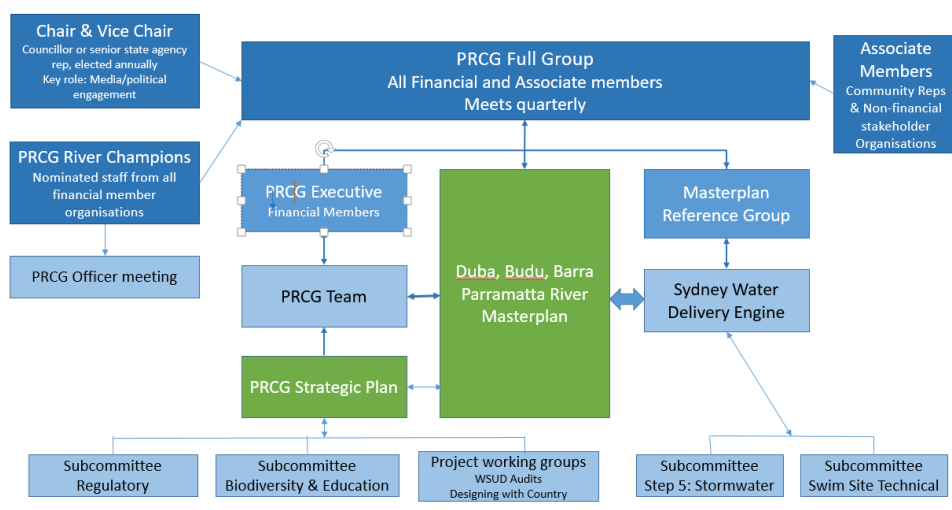 Chair & Vice Chair
Councillor or senior state agency
rep, elected annually
Key role: Media/political
engagement
PRCG Full Group
All Financial and Associate members
Meets quarterly
Associate
Members
Community Reps
& Non-financial
stakeholder
Organisations
PRCG River Champions
Nominated staff from all
financial member
organisations
PRCG Executive
Financial Members
Masterplan
Reference Group
PRCG Officer meeting
PRCG Team
Duba, Budu, Barra
Parramatta River
Masterplan
Sydney Water
Delivery Engine
PRCG Strategic Plan
Subcommittee
Regulatory
Subcommittee
Biodiversity & Education
Project working groups
WSUD Audits
Designing with Country
Subcommittee
Step 5: Stormwater
Subcommittee
Swim Site Technical